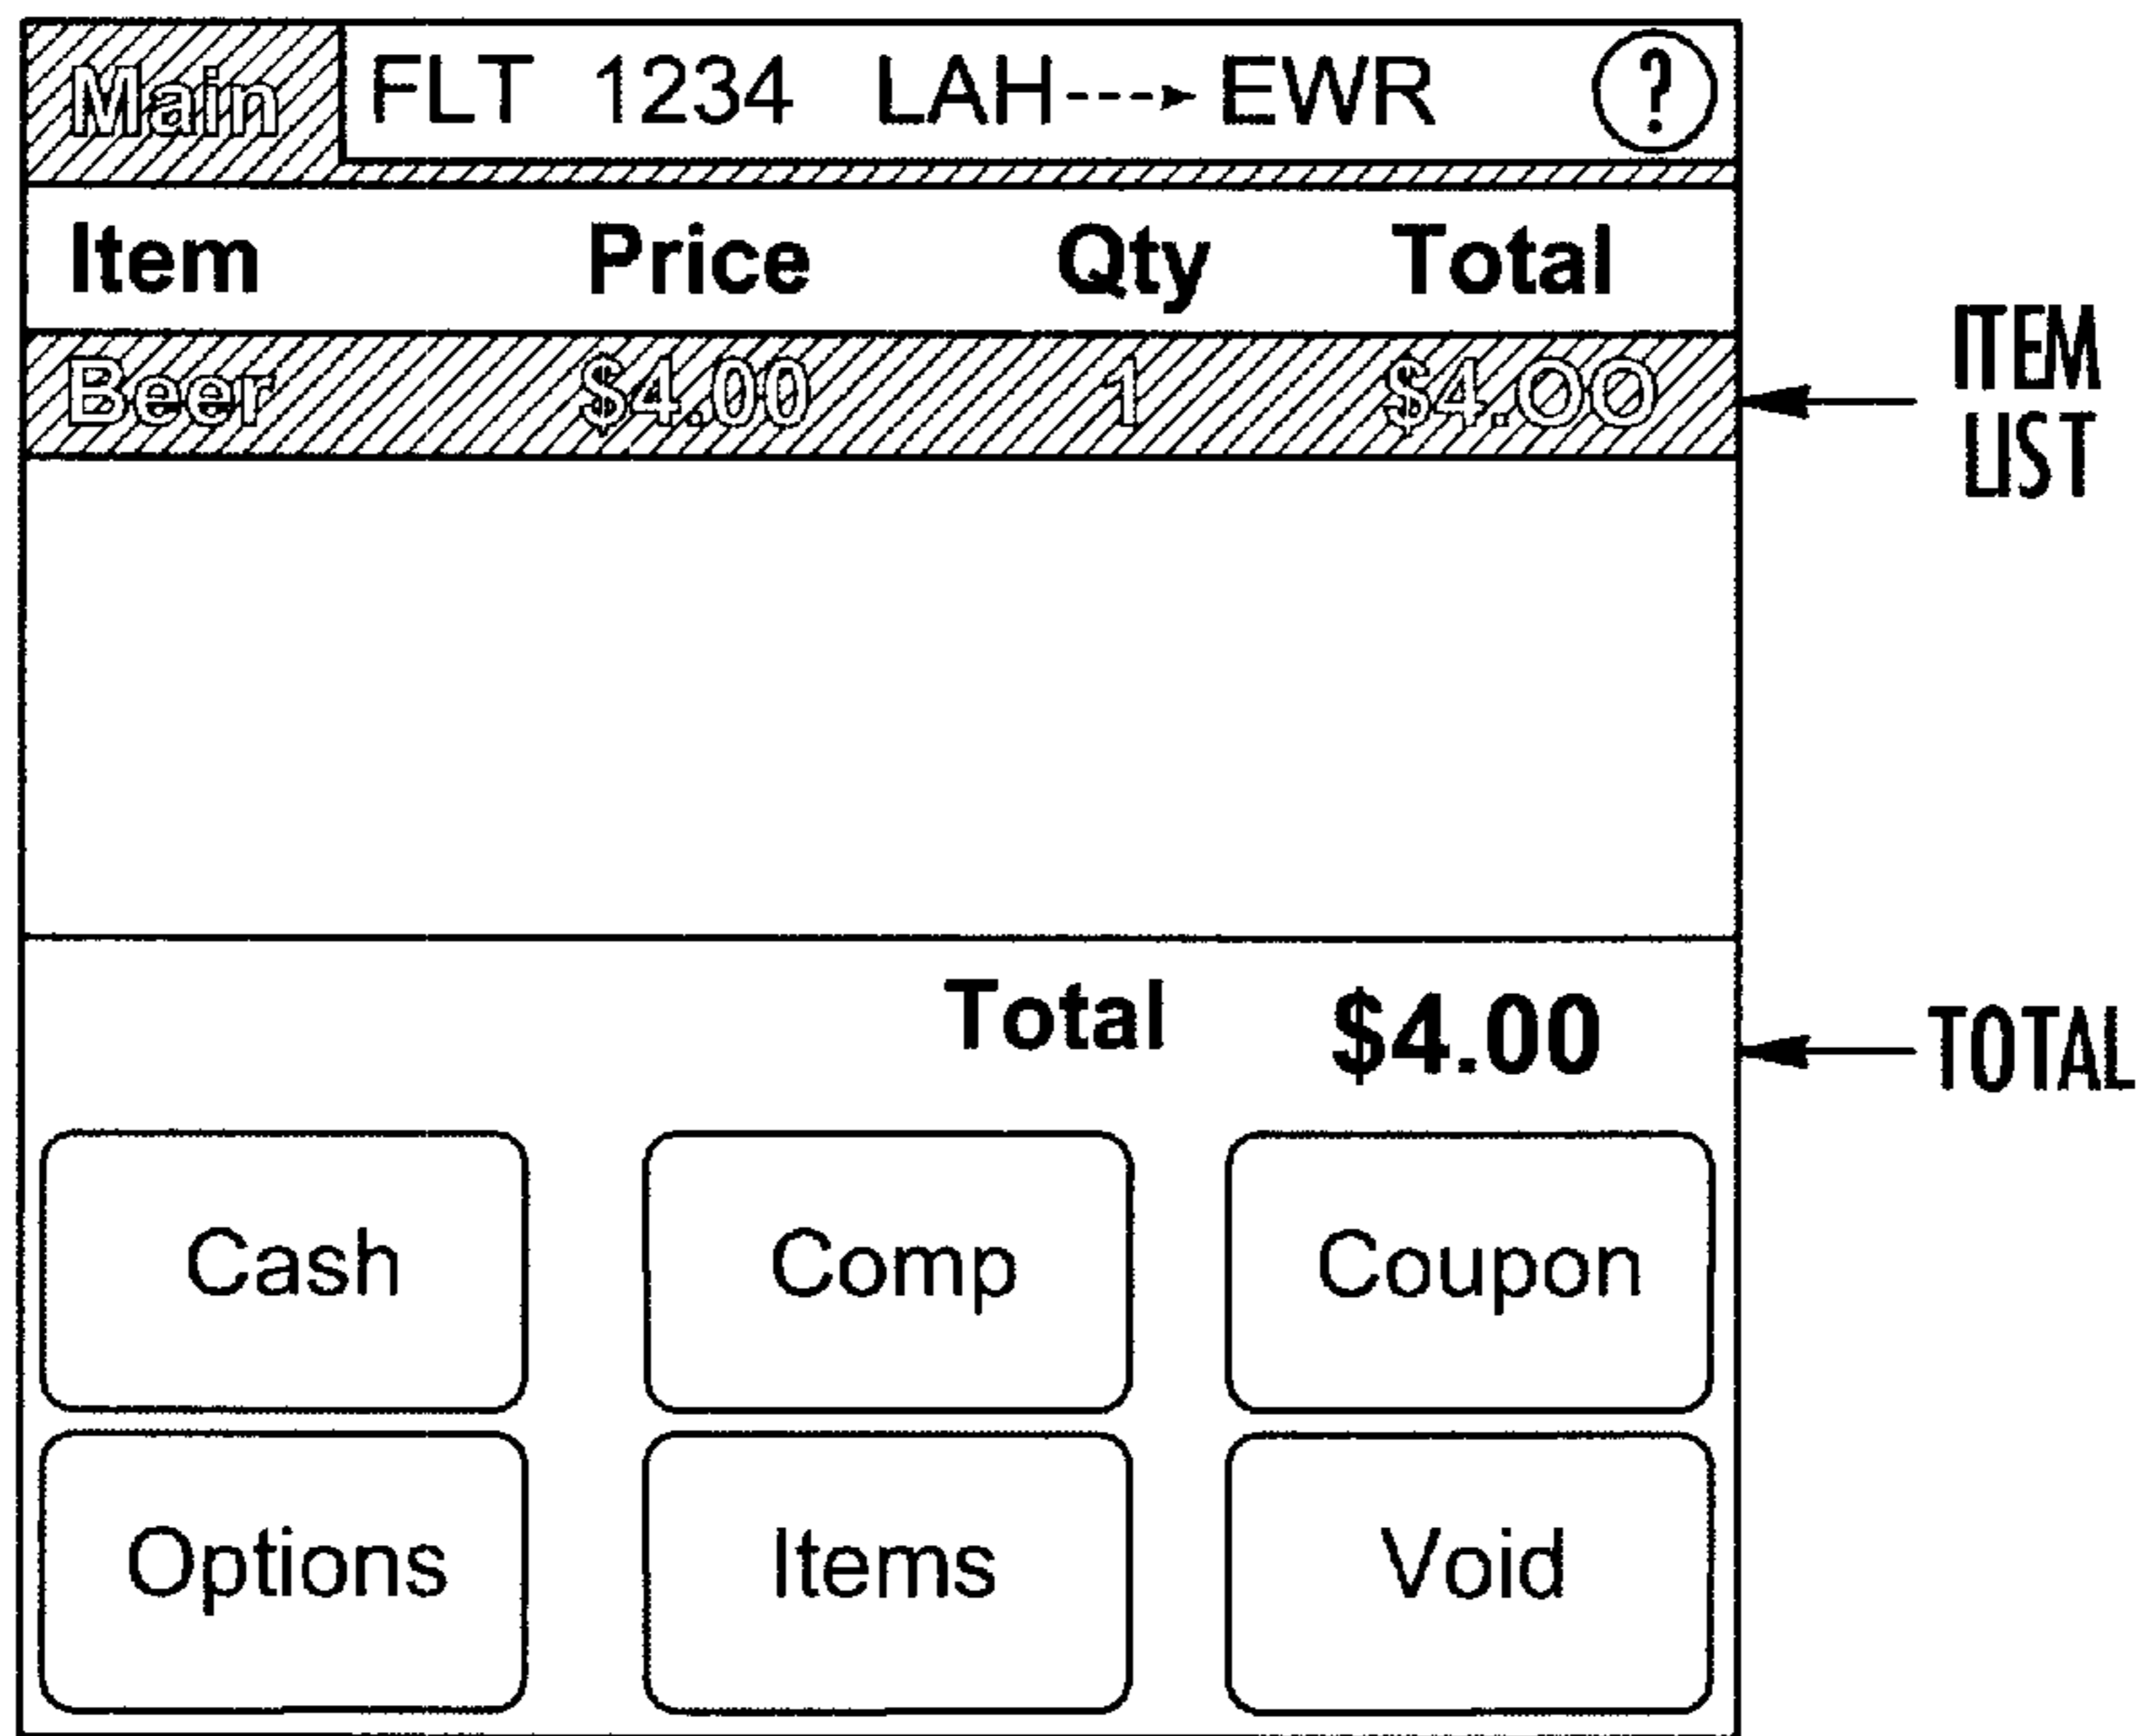 Main FLT 1234 LAH---> EWR ?
Item Price Qty Total
Beer $4.00 1 $4.00
ITEM
LIST
Total $4.00
TOTAL
Cash Comp Coupon
Options Items Void